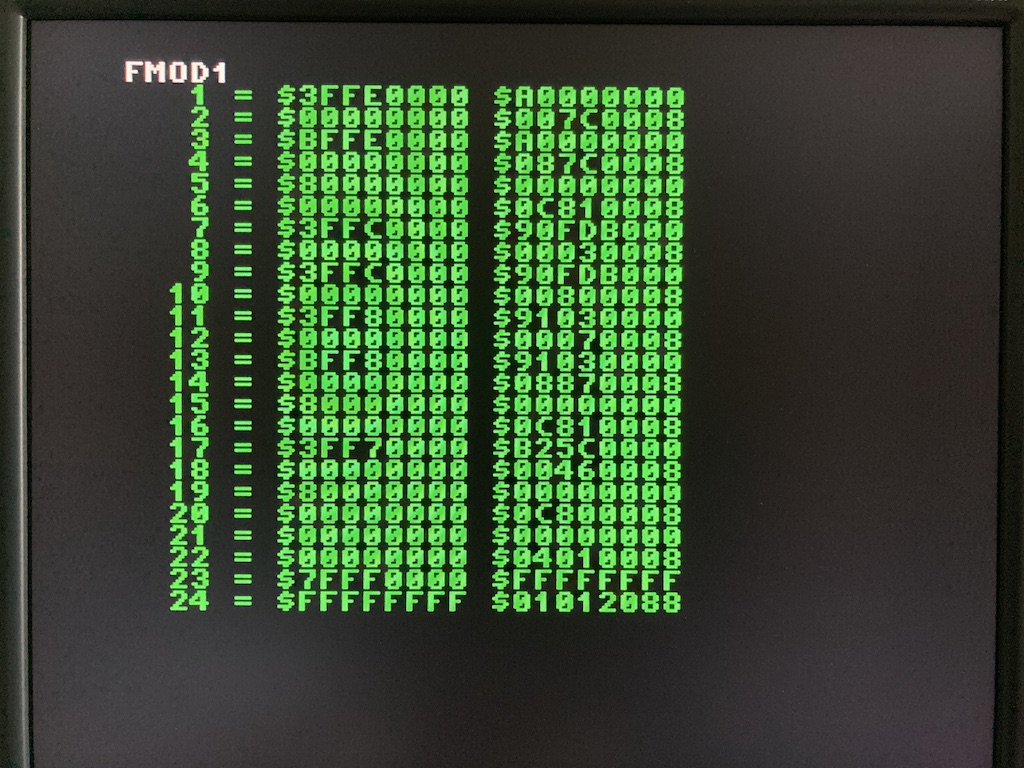 FMOD1
1 = $3FFE0000 $A0000000
2 = $00000000 $007C0008
3 = $BFFE0000 $A0000000
4 = $00000000 $087C0008
5 = $80000000 $00000000
6 = $00000000 $0C810008
7 = $3FFC0000 $90FDB000
8 = $00000000 $00030008
9 = $3FFC0000 $90FDB000
10 = $00000000 $00800008
11 = $3FF80000 $91030000
12 = $00000000 $00070008
13 = $BFF80000 $91030000
14 = $00000000 $08870008
15 = $80000000 $00000000
16 = $00000000 $0C810008
17 = $3FF70000 $B25C0000
18 = $00000000 $00460008
19 = $80000000 $00000000
20 = $00000000 $0C800008
21 = $00000000 $00000000
22 = $00000000 $04010008
23 = $7FFF0000 $FFFFFFFF
24 = $FFFFFFFF $01012088